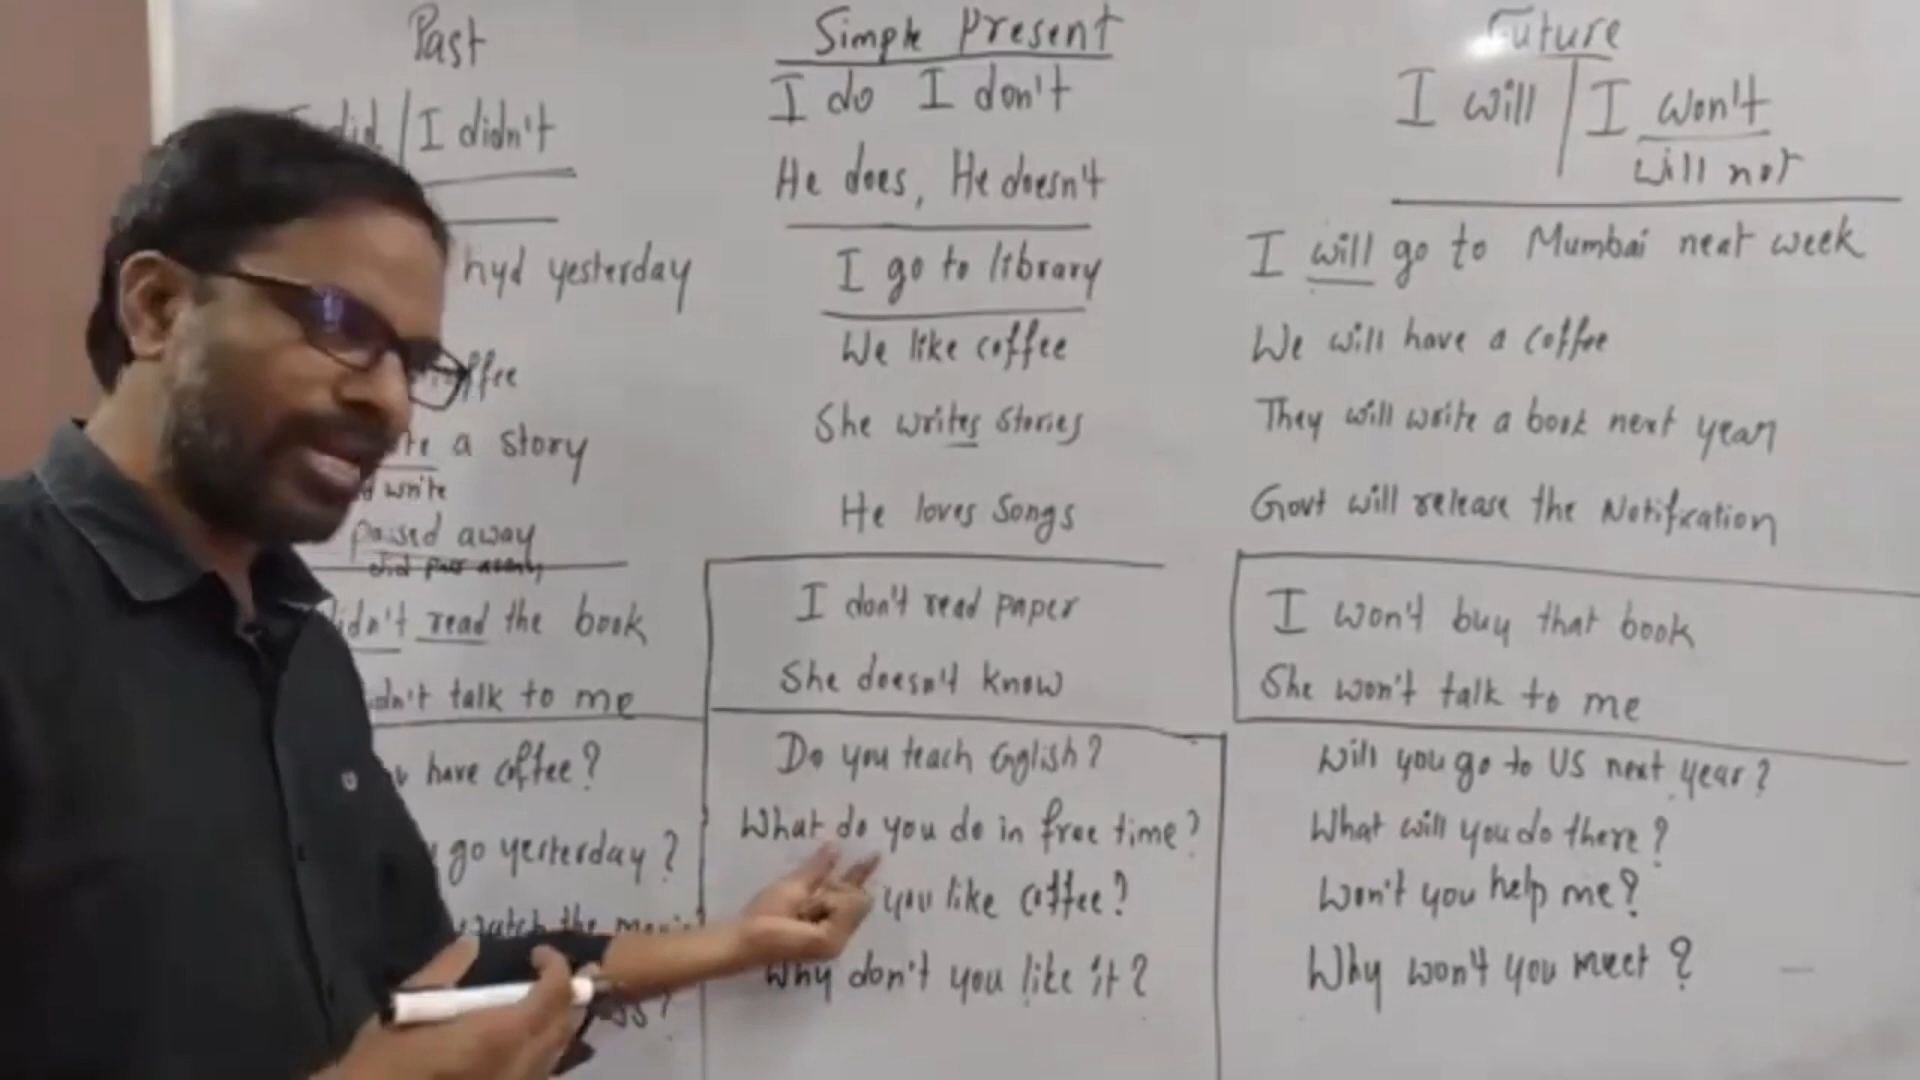 Past
did / I didn't
hyd yesterday
a story
write
passed away
did pass away
didn't read the book
didn't talk to me
have coffee?
go yesterday?
watch the
Simple Present
I do I don't
He does, He doesn't
I go to library
We like coffee
She writes stories
He loves songs
I don't read paper
She doesn't know
Do you teach English?
What do you do in free time?
you like coffee?
Why don't you like it?
Future
I will / I won't
will not
I will go to Mumbai next week
We will have a coffee
They will write a book next year
Govt will release the Notification
I won't buy that book
She won't talk to me
Will you go to US next year?
What will you do there?
Won't you help me?
Why won't you meet?